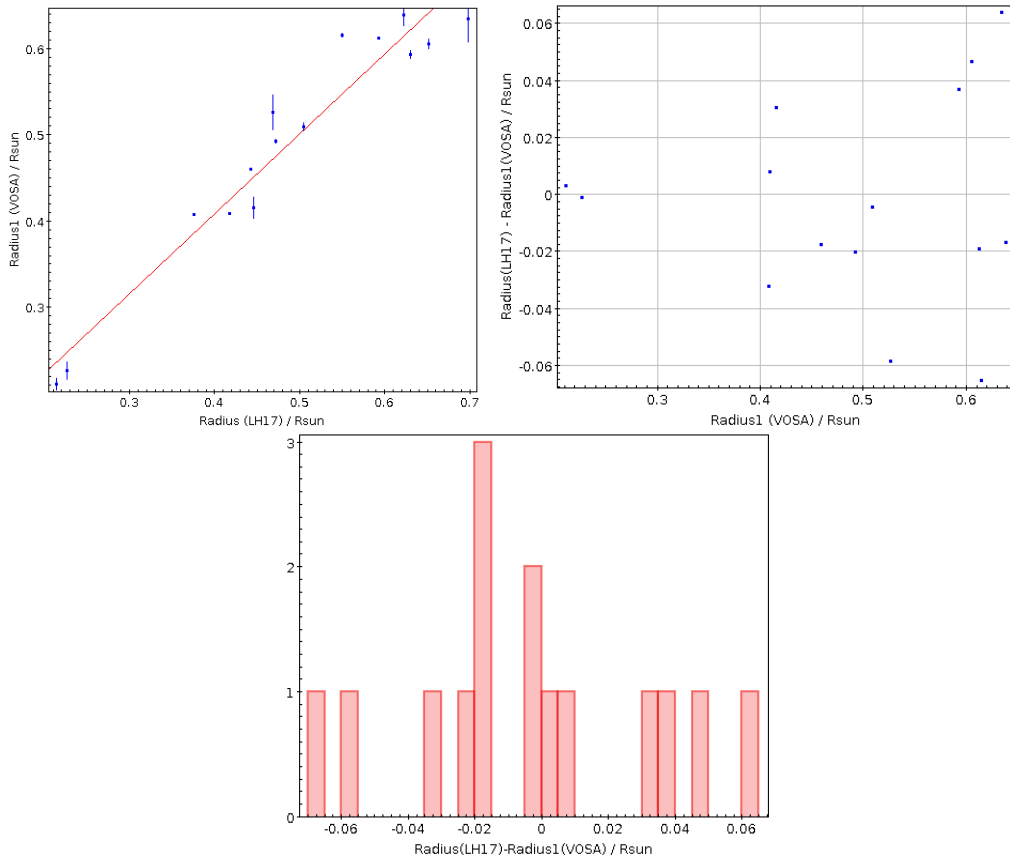 0.6
0.5
0.4
0.3
Radius1 (VOSA) / Rsun
0.3 0.4 0.5 0.6 0.7
Radius (LH17) / Rsun
0.06
0.04
0.02
0
-0.02
-0.04
-0.06
Radius(LH17) - Radius1(VOSA) / Rsun
0.3 0.4 0.5 0.6
Radius1 (VOSA) / Rsun
3
2
1
0
-0.06 -0.04 -0.02 0 0.02 0.04 0.06
Radius(LH17)-Radius1(VOSA) / Rsun